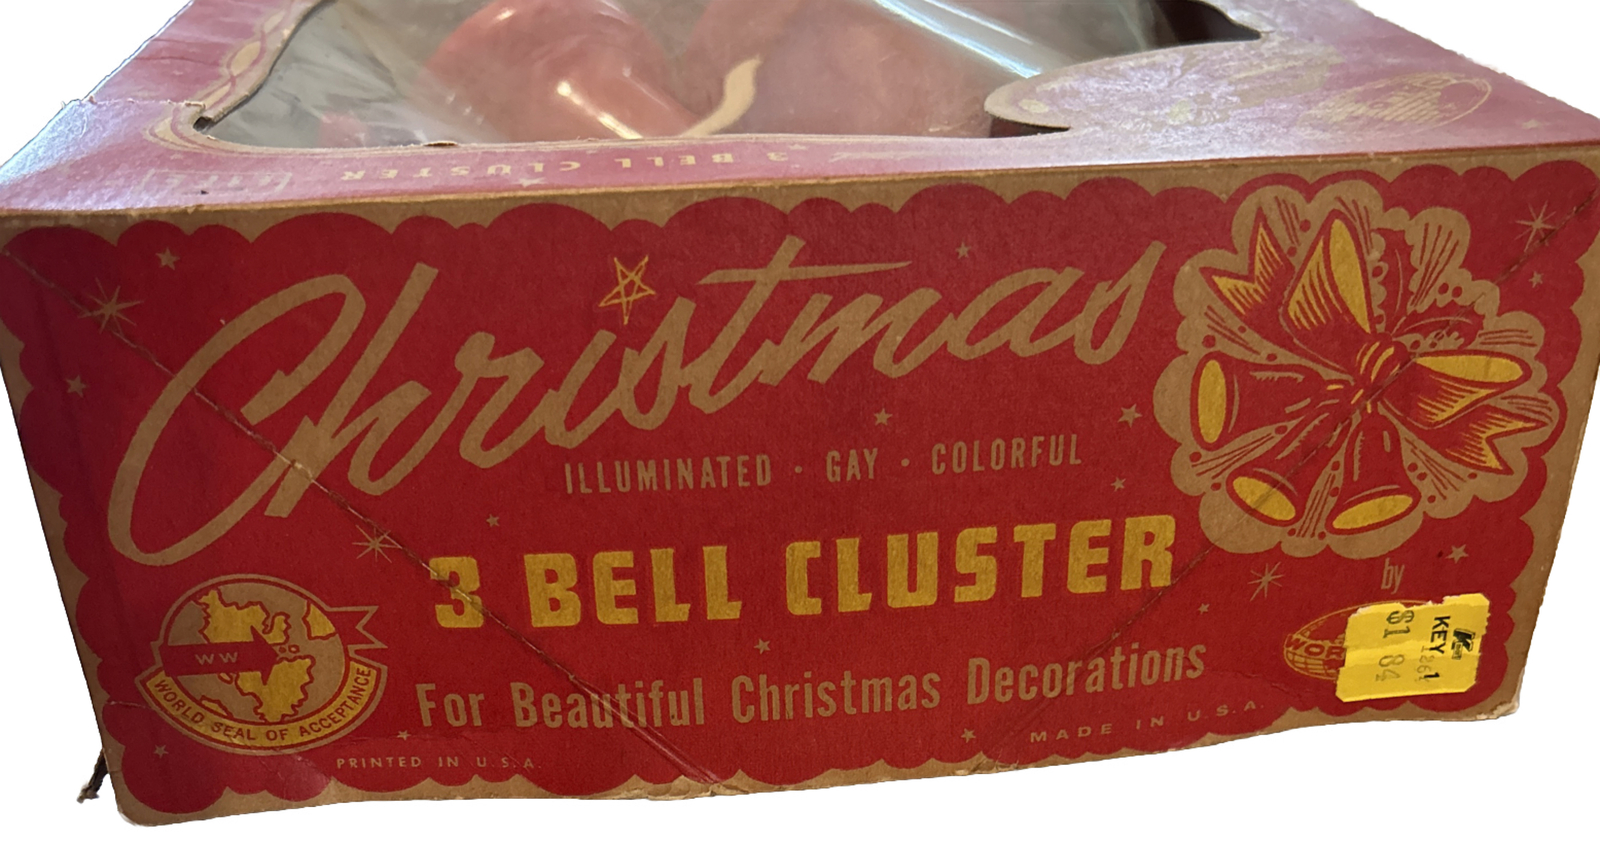 3 BELL CLUSTER
Christmas
ILLUMINATED · GAY · COLORFUL
3 BELL CLUSTER
For Beautiful Christmas Decorations
WW
WORLD SEAL OF ACCEPTANCE
PRINTED IN U.S.A.
MADE IN U.S.A.
by
KEY
$1 84